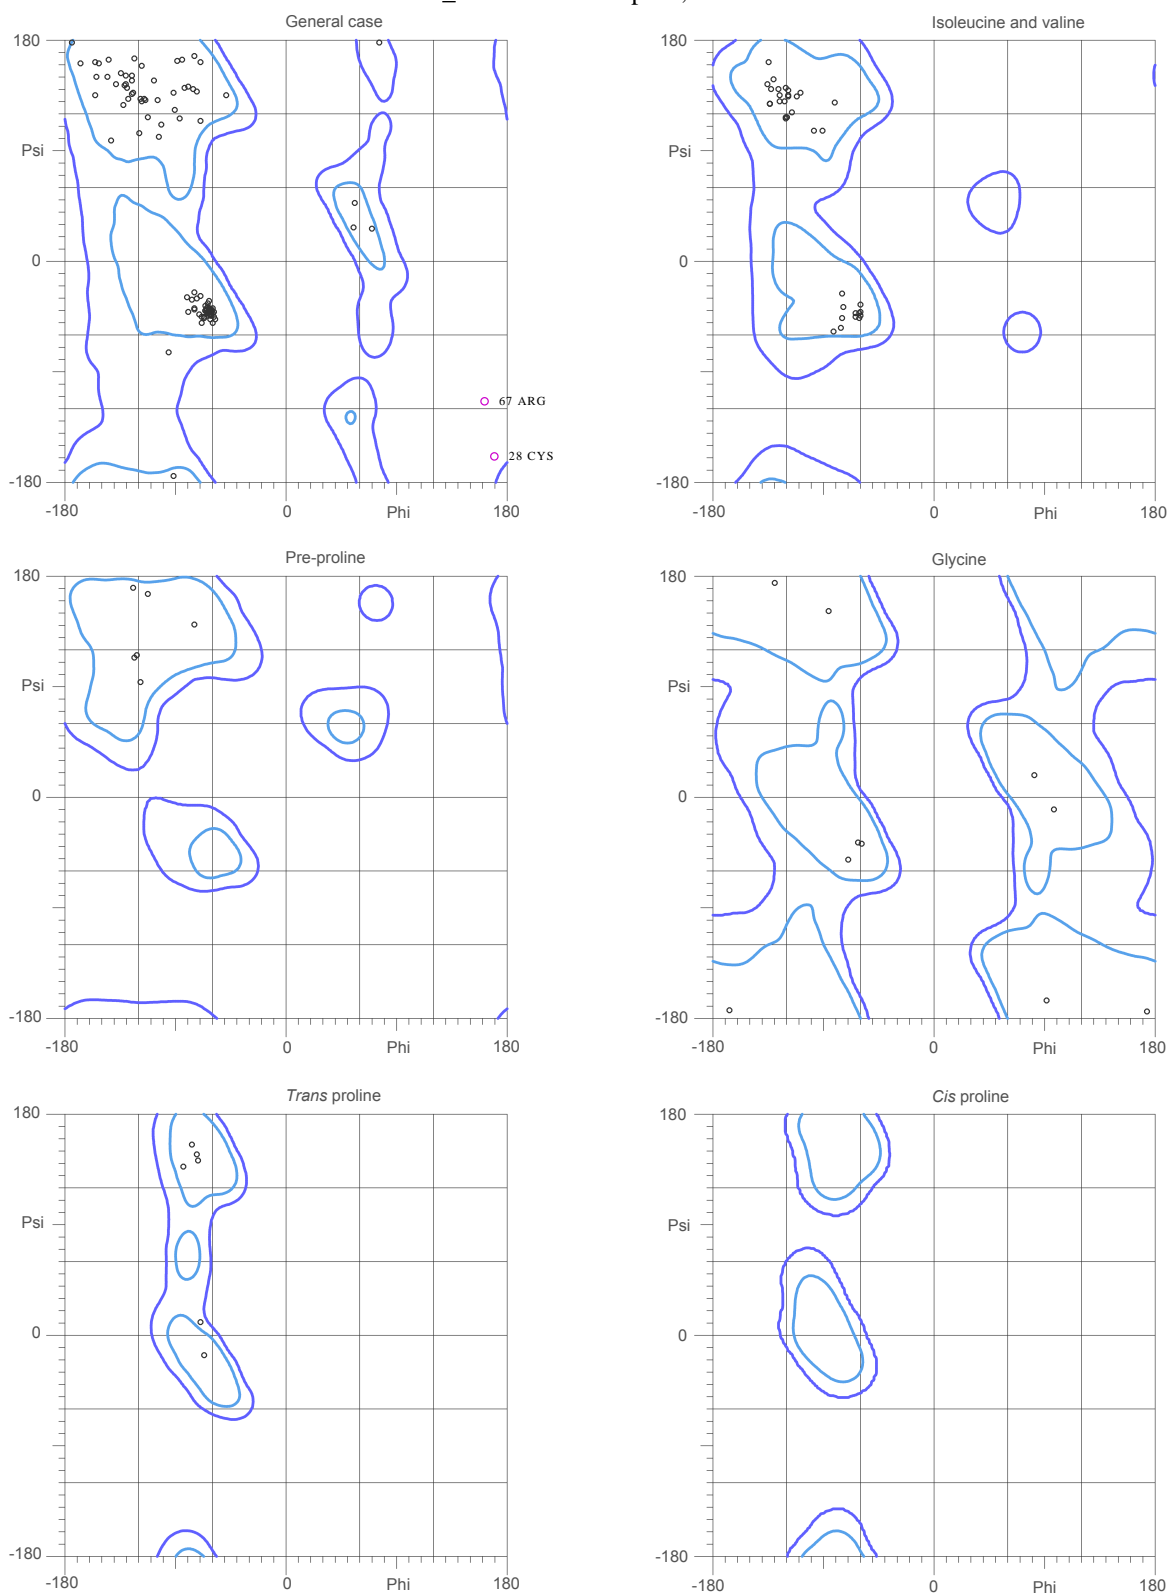 General case
Isoleucine and valine
180
180
Psi
Psi
0
0
67 ARG
28 CYS
-180
-180
-180
0
Phi
180
-180
0
Phi
180
Pre-proline
Glycine
180
180
Psi
Psi
0
0
-180
-180
-180
0
Phi
180
-180
0
Phi
180
Trans proline
Cis proline
180
180
Psi
Psi
0
0
-180
-180
-180
0
Phi
180
-180
0
Phi
180